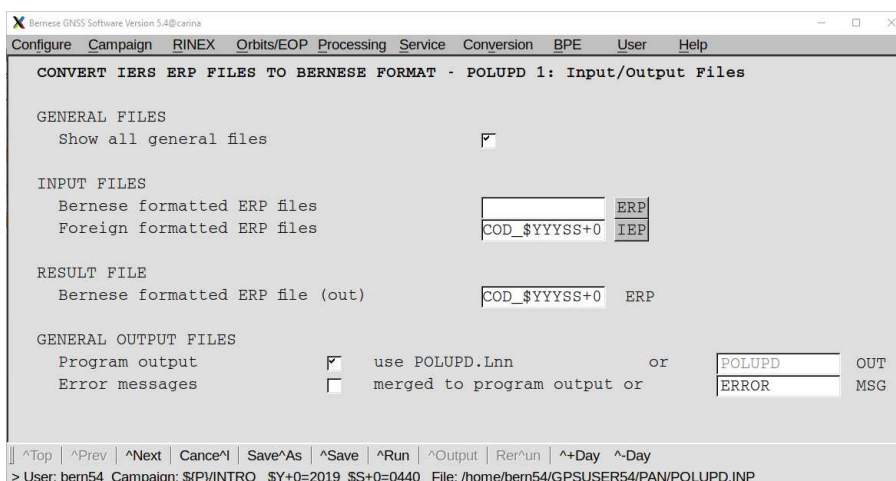 Bernese GNSS Software Version 5.4@carina
Configure Campaign RINEX Orbits/EOP Processing Service Conversion BPE User Help
CONVERT IERS ERP FILES TO BERNESE FORMAT - POLUPD 1: Input/Output Files
GENERAL FILES
Show all general files
INPUT FILES
Bernese formatted ERP files ERP
Foreign formatted ERP files COD_$YYYSS+0 IEP
RESULT FILE
Bernese formatted ERP file (out) COD_$YYYSS+0 ERP
GENERAL OUTPUT FILES
Program output use POLUPD.Lnn or POLUPD OUT
Error messages merged to program output or ERROR MSG
^Top ^Prev ^Next Cance^l Save^As ^Save ^Run ^Output Rer^un ^+Day ^-Day
> User: bern54 Campaign: ${P}/INTRO $Y+0=2019 $S+0=0440 File: /home/bern54/GPSUSER54/PAN/POLUPD.INP